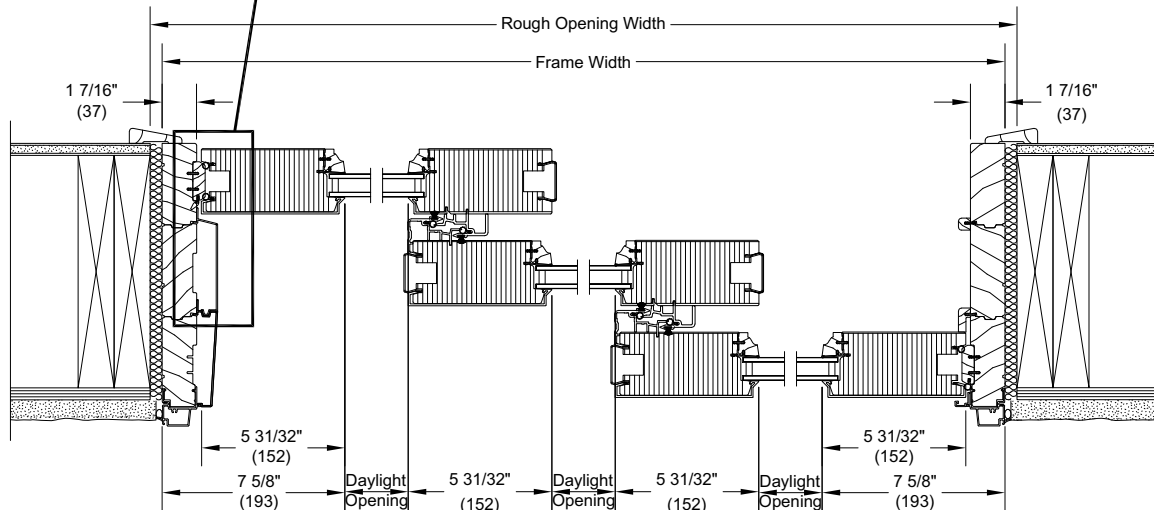 Rough Opening Width
Frame Width
1 7/16"
(37)
1 7/16"
(37)
5 31/32"
(152)
5 31/32"
(152)
7 5/8"
(193)
Daylight
Opening
5 31/32"
(152)
Daylight
Opening
5 31/32"
(152)
Daylight
Opening
7 5/8"
(193)